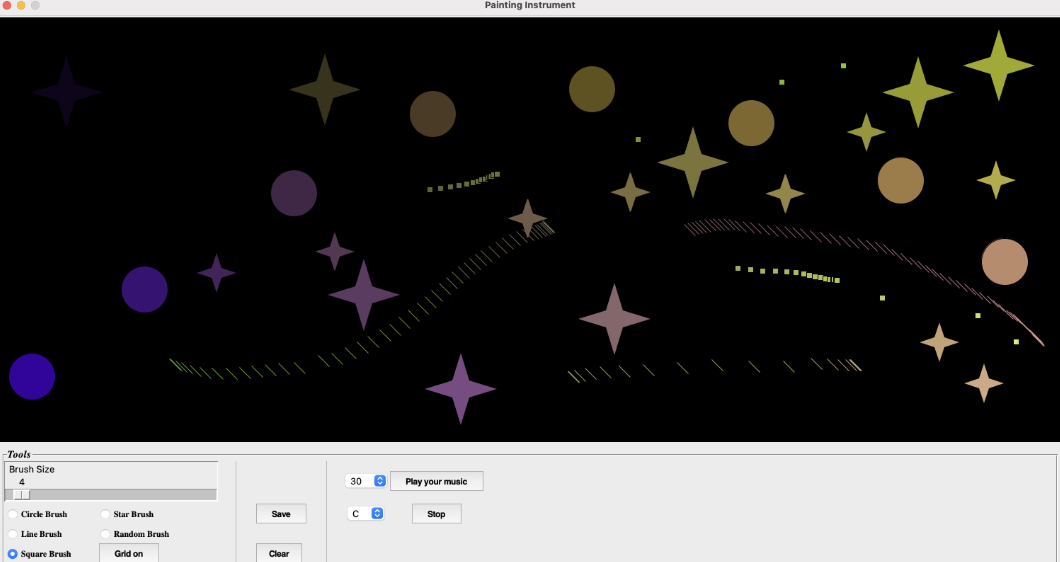 Painting Instrument
Tools
Brush Size
4
Circle Brush
Star Brush
Line Brush
Random Brush
Square Brush
Grid on
Save
Clear
30
Play your music
C
Stop